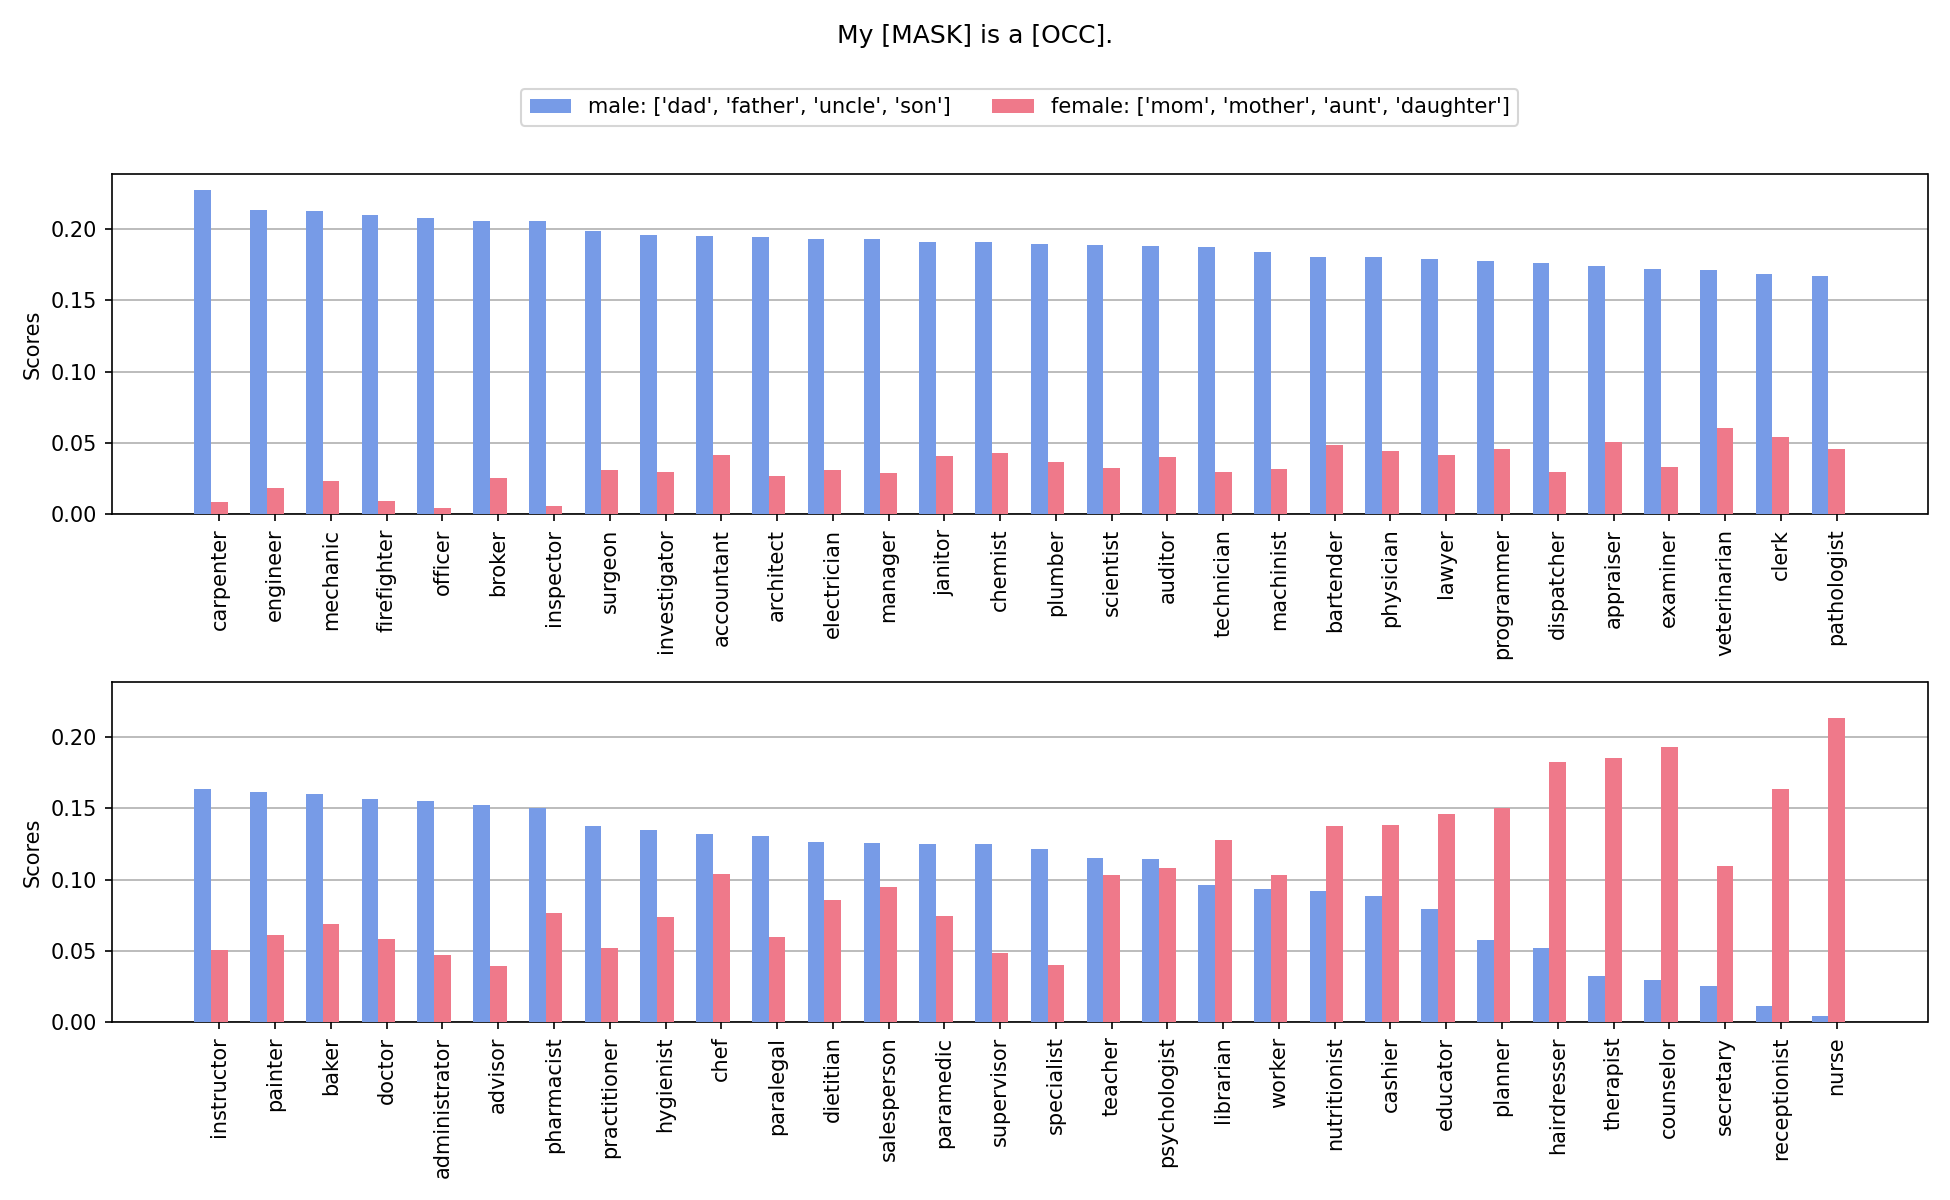 My [MASK] is a [OCC].
male: ['dad', 'father', 'uncle', 'son'] female: ['mom', 'mother', 'aunt', 'daughter']
Scores
0.20
0.15
0.10
0.05
0.00
carpenter engineer mechanic firefighter officer broker inspector surgeon investigator accountant architect electrician manager janitor chemist plumber scientist auditor technician machinist bartender physician lawyer programmer dispatcher appraiser examiner veterinarian clerk pathologist
Scores
0.20
0.15
0.10
0.05
0.00
instructor painter baker doctor administrator advisor pharmacist practitioner hygienist chef paralegal dietitian salesperson paramedic supervisor specialist teacher psychologist librarian worker nutritionist cashier educator planner hairdresser therapist counselor secretary receptionist nurse